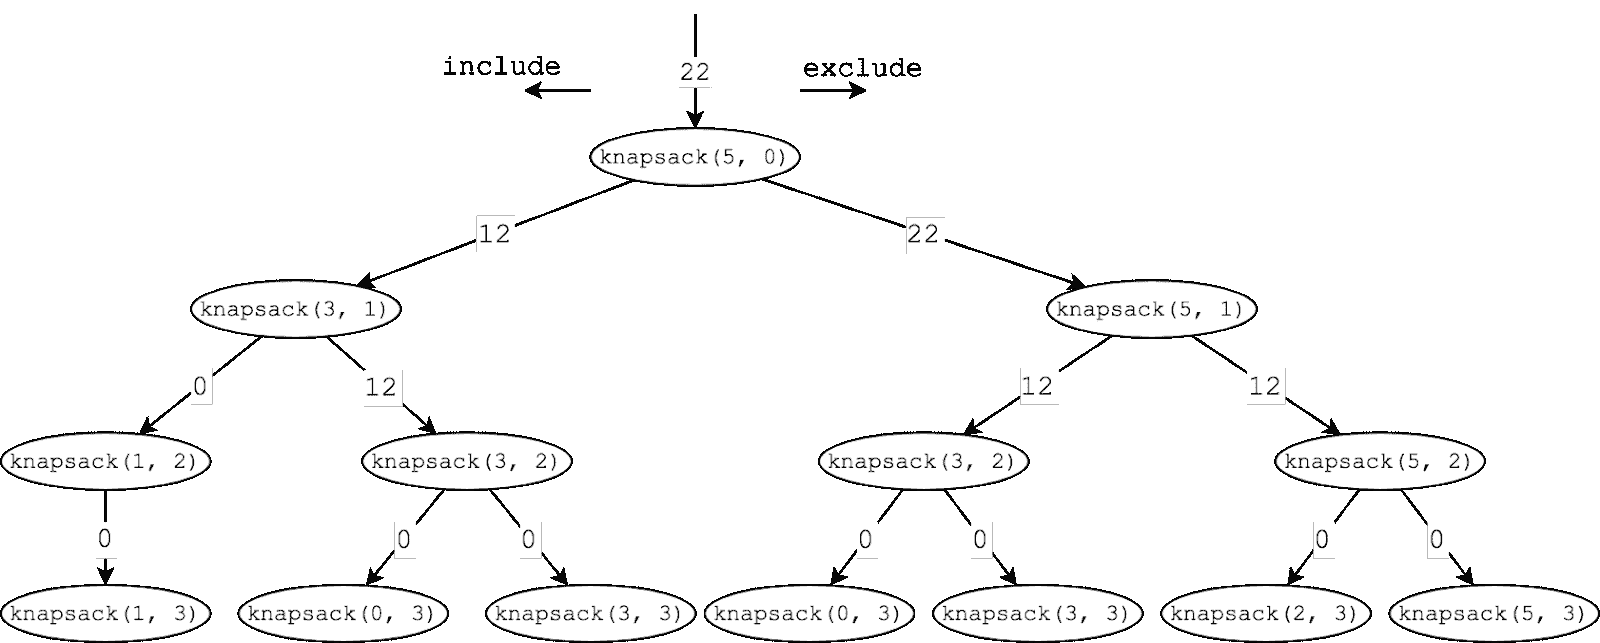 include
22
exclude
knapsack(5, 0)
12
22
knapsack(3, 1)
knapsack(5, 1)
0
12
12
12
knapsack(1, 2)
knapsack(3, 2)
knapsack(3, 2)
knapsack(5, 2)
0
0
0
0
0
0
0
knapsack(1, 3)
knapsack(0, 3)
knapsack(3, 3)
knapsack(0, 3)
knapsack(3, 3)
knapsack(2, 3)
knapsack(5, 3)